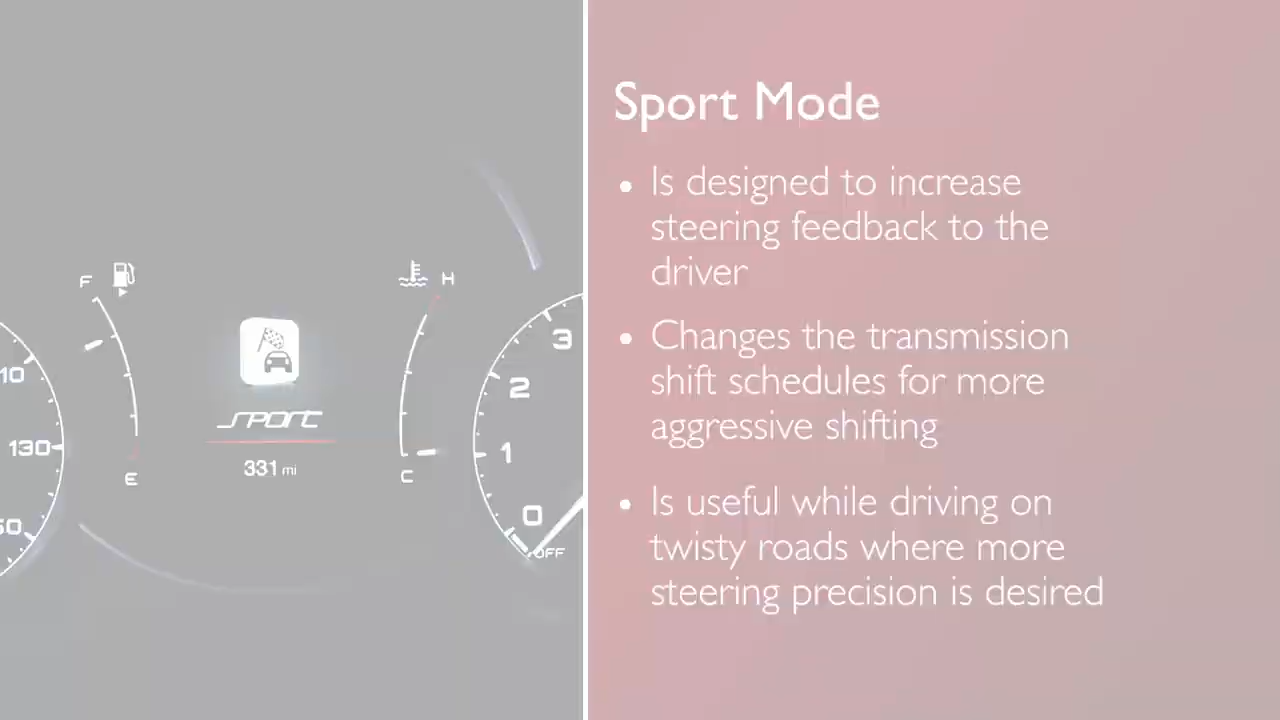 Sport Mode
• Is designed to increase
steering feedback to the
driver
• Changes the transmission
shift schedules for more
aggressive shifting
• Is useful while driving on
twisty roads where more
steering precision is desired
F
H
3
10
2
SPORT
130
1
331 mi
E
C
0
50
OFF